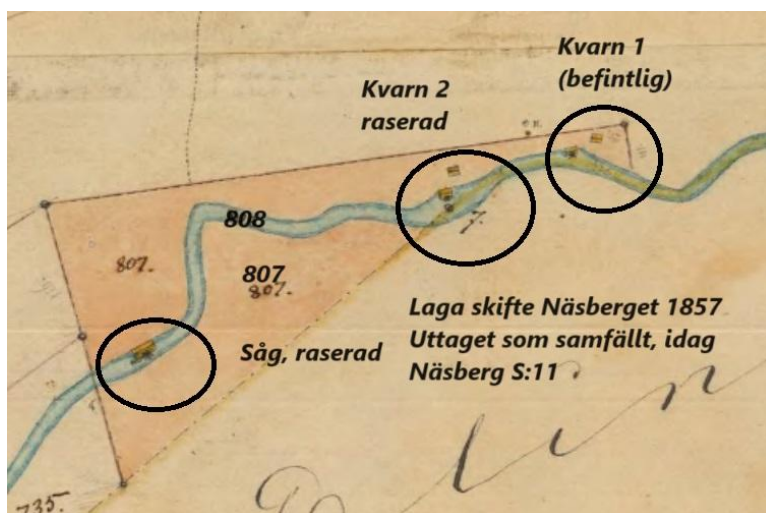 Kvarn 1
(befintlig)
Kvarn 2
raserad
808
807.
807
807.
7.
Såg, raserad
Laga skifte Näsberget 1857
Uttaget som samfällt, idag
Näsberg S:11
735.